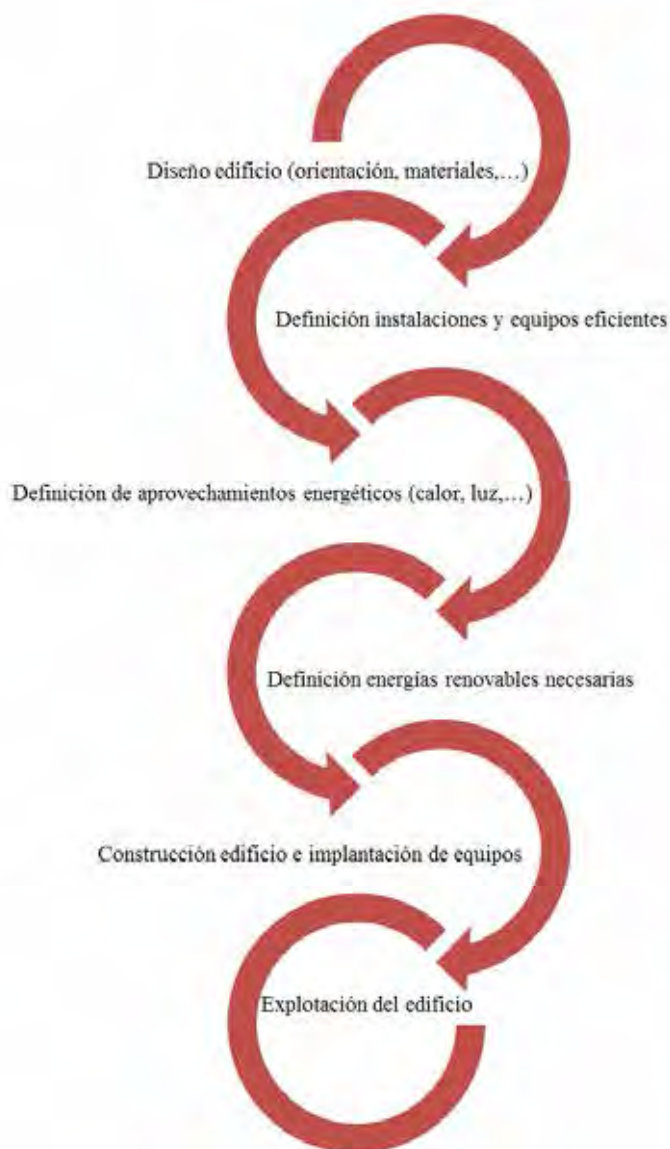 Diseño edificio (orientación, materiales,...)
Definición instalaciones y equipos eficientes
Definición de aprovechamientos energéticos (calor, luz,...)
Definición energías renovables necesarias
Construcción edificio e implantación de equipos
Explotación del edificio